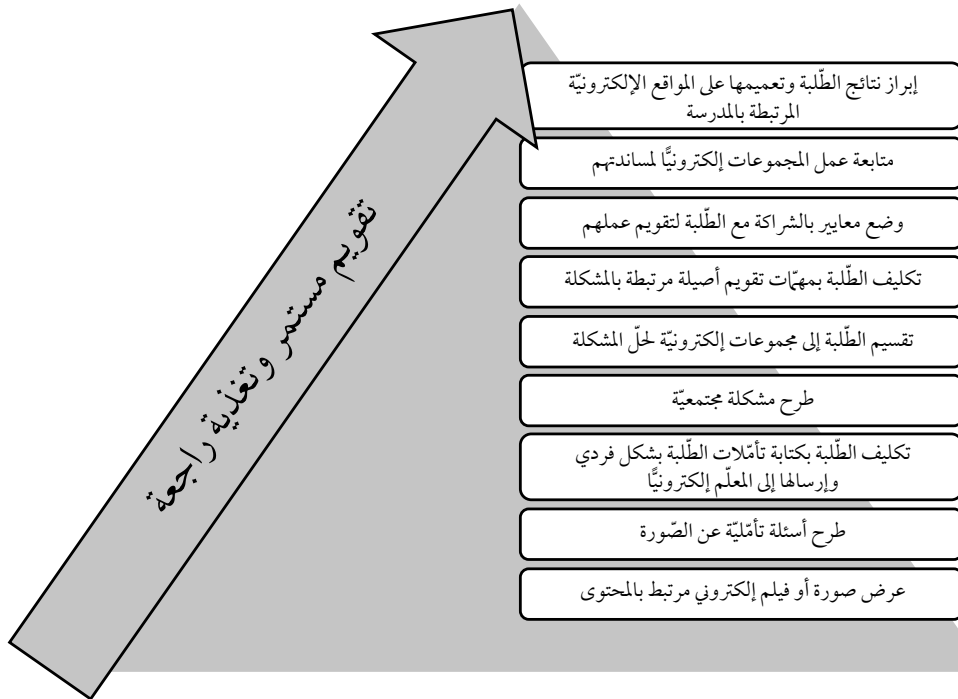 إبراز نتائج الطّلبة وتعميمها على المواقع الإلكترونيّة
المرتبطة بالمدرسة
متابعة عمل المجموعات إلكترونيًّا لمساندتهم
وضع معايير بالشراكة مع الطّلبة لتقويم عملهم
تكليف الطّلبة بمهمّات تقويم أصيلة مرتبطة بالمشكلة
تقسيم الطّلبة إلى مجموعات إلكترونيّة لحلّ المشكلة
طرح مشكلة مجتمعيّة
تكليف الطّلبة بكتابة تأمّلات الطّلبة بشكل فردي
وإرسالها إلى المعلّم إلكترونيًّا
طرح أسئلة تأمّليّة عن الصّورة
عرض صورة أو فيلم إلكتروني مرتبط بالمحتوى
تقويم مستمر وتغذية راجعة